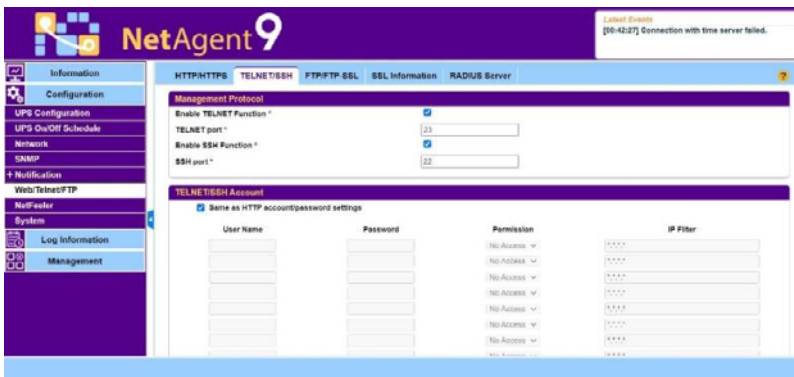 NetAgent 9
Latest Events
[00:42:27] Connection with time server failed.
Information
Configuration
UPS Configuration
UPS On/Off Schedule
Network
SNMP
+ Notification
Web/Telnet/FTP
NetFeeler
System
Log Information
Management
HTTP/HTTPS TELNET/SSH FTP/FTP-SSL SSL Information RADIUS Server ?
Management Protocol
Enable TELNET Function *
TELNET port * 23
Enable SSH Function *
SSH port * 22
TELNET/SSH Account
Same as HTTP account/password settings
User Name Password Permission IP Filter
No Access *.*.*.*
No Access *.*.*.*
No Access *.*.*.*
No Access *.*.*.*
No Access *.*.*.*
No Access *.*.*.*
No Access *.*.*.*